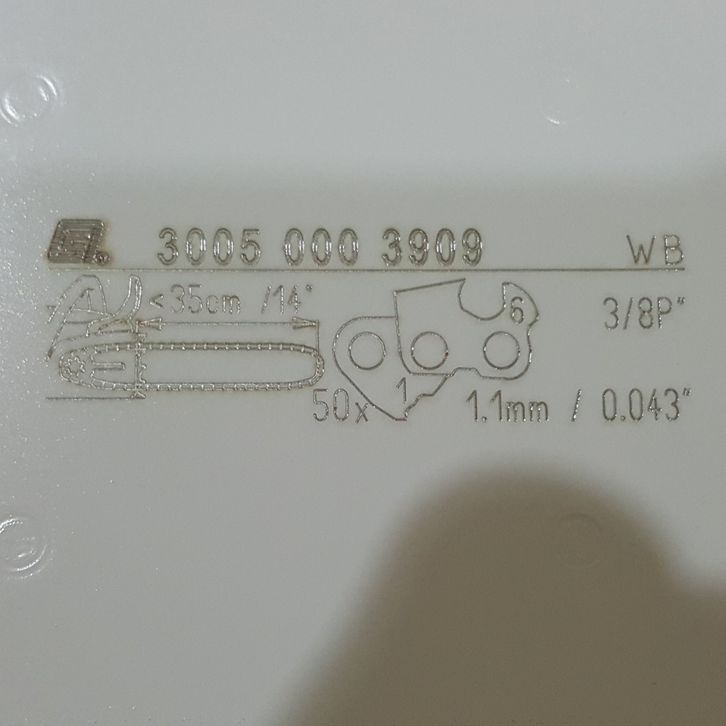 3005 000 3909 WB
<35cm /14" 6 3/8P"
50x 1 1.1mm / 0.043"